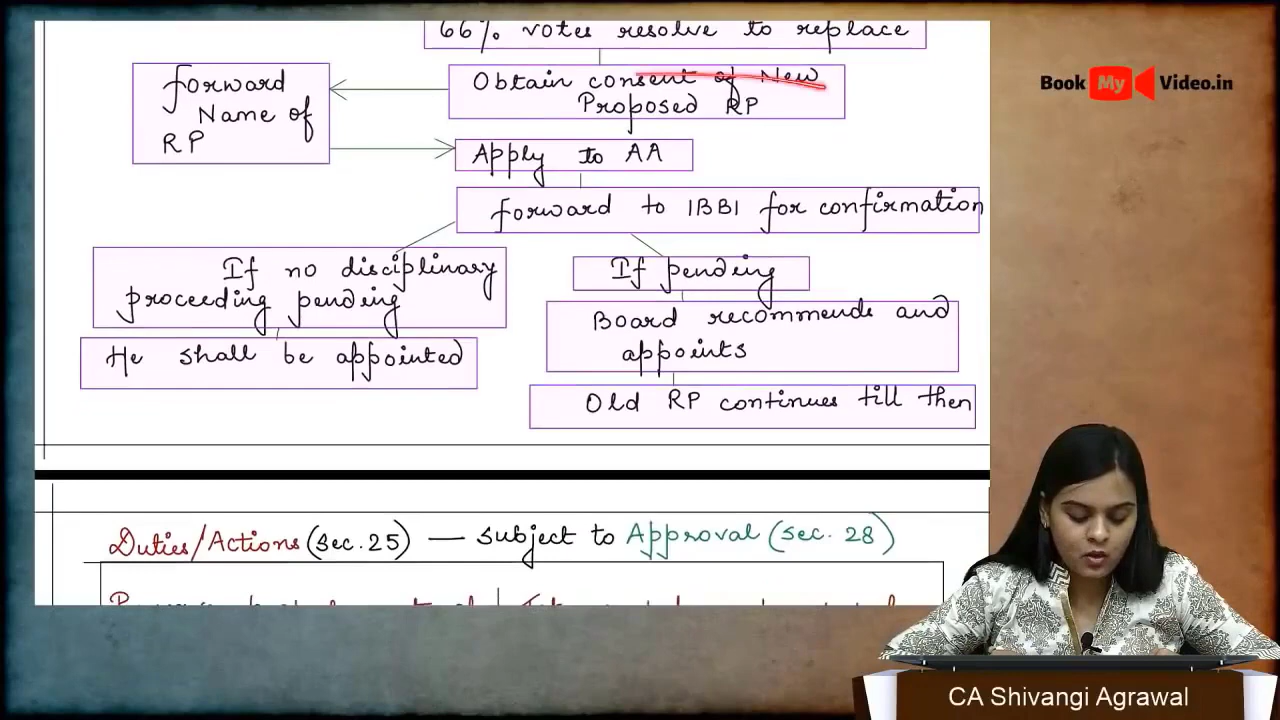 66% votes resolve to replace
Obtain consent of New
Proposed RP
forward
Name of
RP
Apply to AA
forward to IBBI for confirmation
If no disciplinary
proceeding pending
He shall be appointed
If pending
Board recommends and
appoints
Old RP continues till then
Duties/Actions (sec. 25) — subject to Approval (sec. 28)
Book My Video.in
CA Shivangi Agrawal